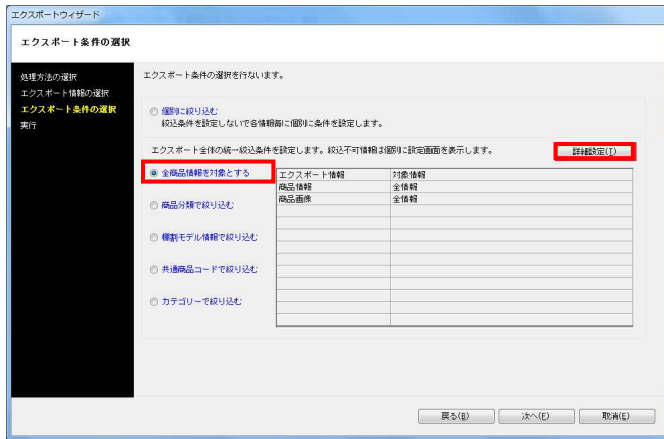 エクスポートウィザード
エクスポート条件の選択
処理方法の選択
エクスポート情報の選択
エクスポート条件の選択
実行
エクスポート条件の選択を行ないます。
個別に絞り込む
絞込条件を設定しないで各情報毎に個別に条件を設定します。
エクスポート全体の統一絞込条件を設定します。絞込不可情報は個別に設定画面を表示します。
詳細設定(T)
全商品情報を対象とする
商品分類で絞り込む
棚割モデル情報で絞り込む
共通商品コードで絞り込む
カテゴリーで絞り込む
エクスポート情報 対象情報
商品情報 全情報
商品画像 全情報
戻る(B) 次へ(F) 取消(E)